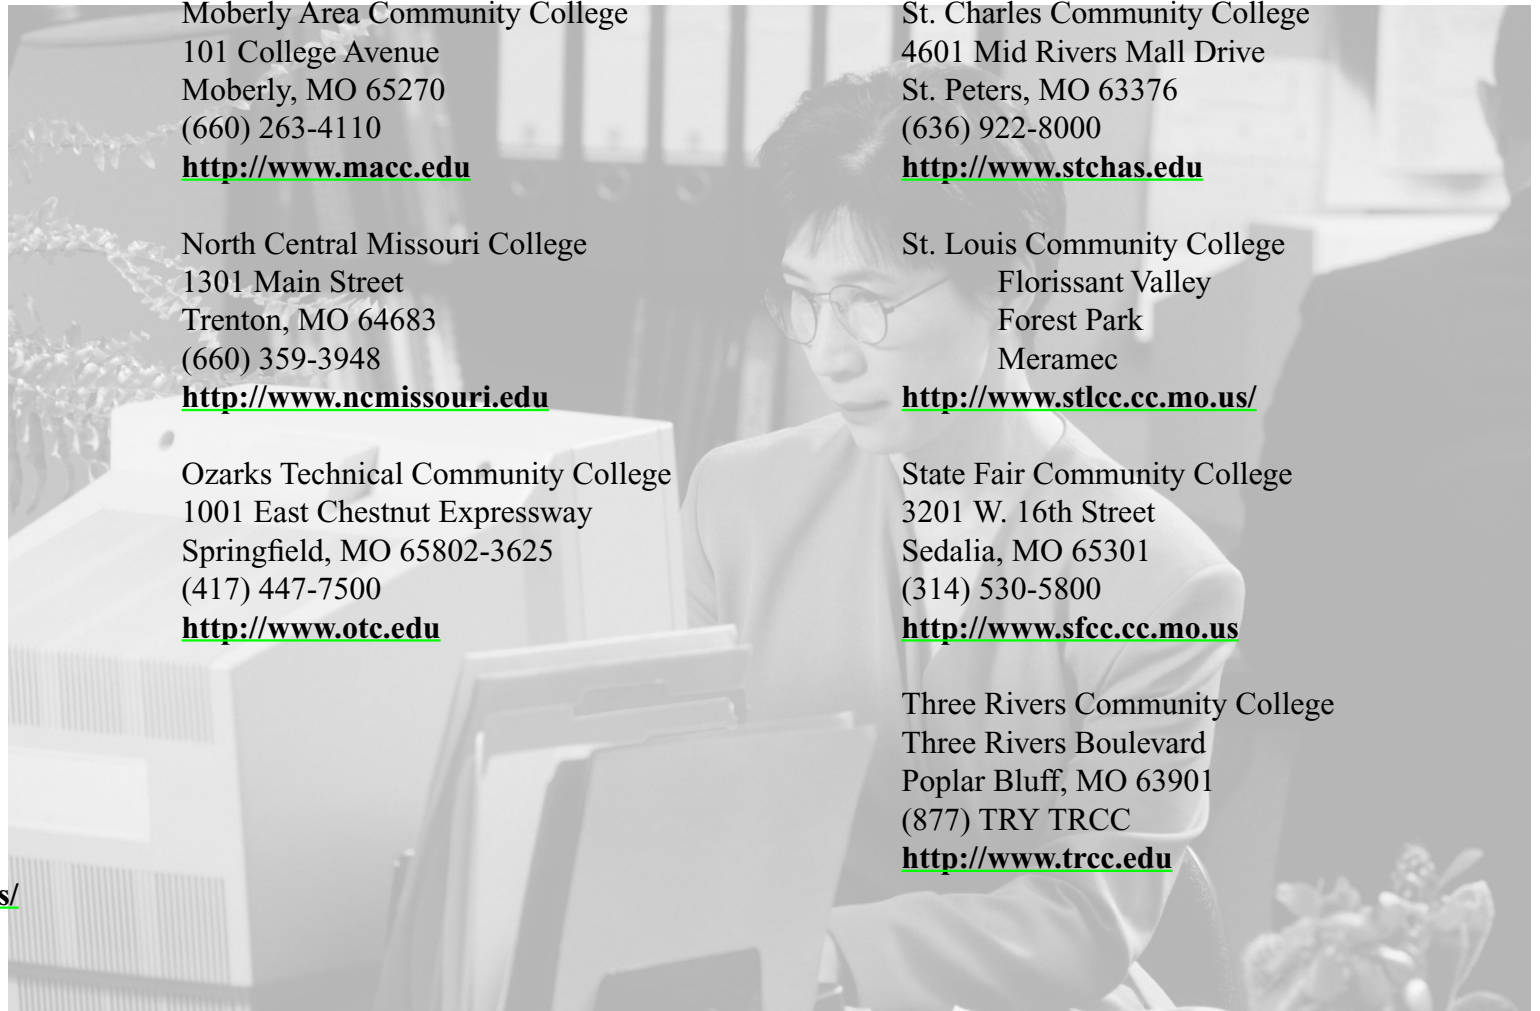 Moberly Area Community College
101 College Avenue
Moberly, MO 65270
(660) 263-4110
http://www.macc.edu
North Central Missouri College
1301 Main Street
Trenton, MO 64683
(660) 359-3948
http://www.ncmissouri.edu
Ozarks Technical Community College
1001 East Chestnut Expressway
Springfield, MO 65802-3625
(417) 447-7500
http://www.otc.edu
s/
St. Charles Community College
4601 Mid Rivers Mall Drive
St. Peters, MO 63376
(636) 922-8000
http://www.stchas.edu
St. Louis Community College
Florissant Valley
Forest Park
Meramec
http://www.stlcc.cc.mo.us/
State Fair Community College
3201 W. 16th Street
Sedalia, MO 65301
(314) 530-5800
http://www.sfcc.cc.mo.us
Three Rivers Community College
Three Rivers Boulevard
Poplar Bluff, MO 63901
(877) TRY TRCC
http://www.trcc.edu